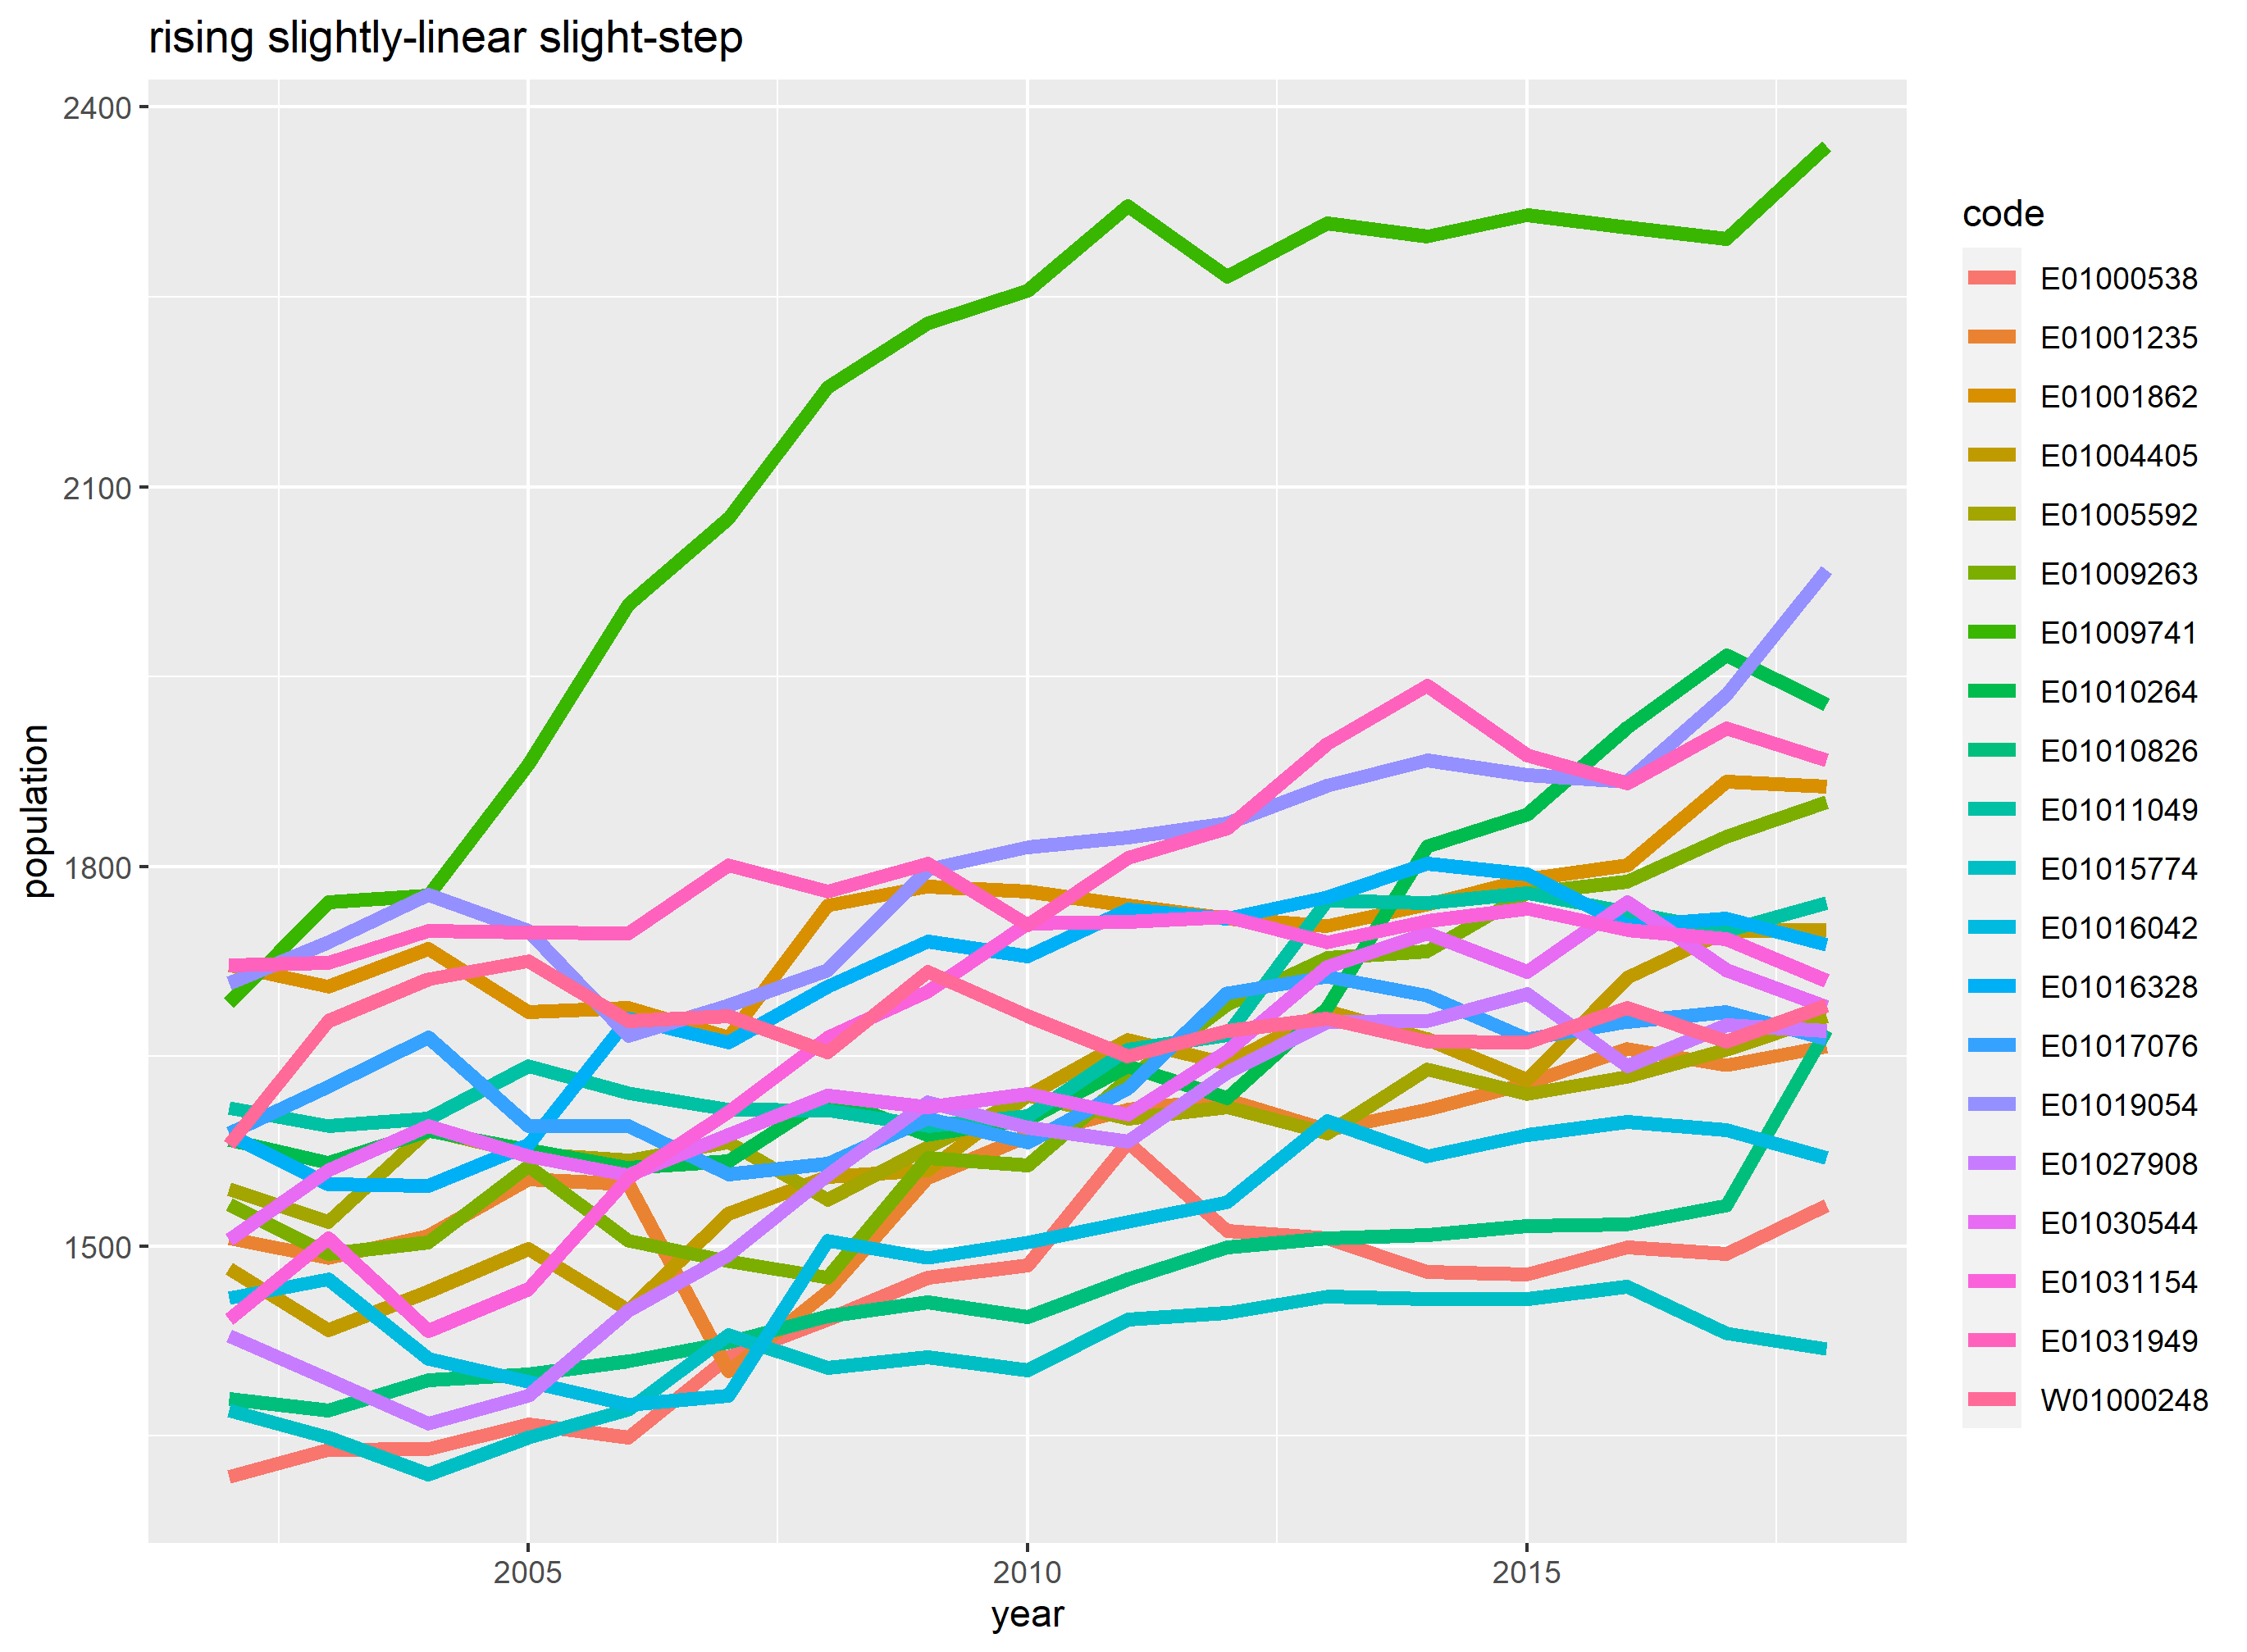 rising slightly-linear slight-step
2400
2100
1800
1500
population
2005
2010
2015
year
code
E01000538
E01001235
E01001862
E01004405
E01005592
E01009263
E01009741
E01010264
E01010826
E01011049
E01015774
E01016042
E01016328
E01017076
E01019054
E01027908
E01030544
E01031154
E01031949
W01000248